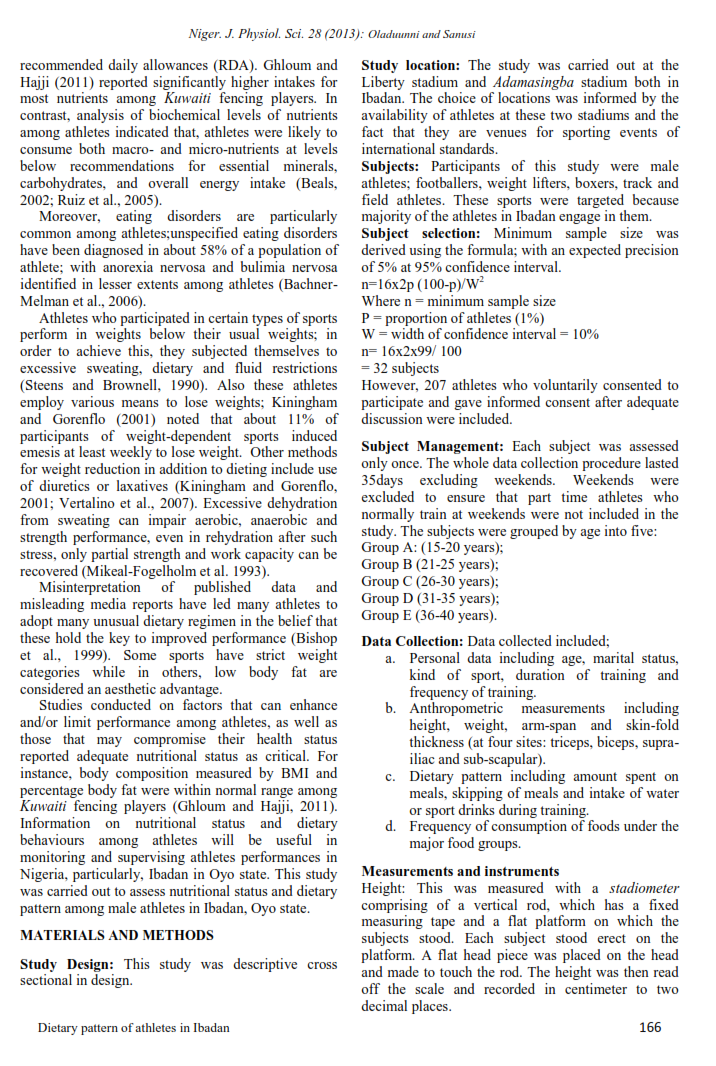 Niger. J. Physiol. Sci. 28 (2013): Oladuunni and Sanusi
recommended daily allowances (RDA). Ghloum and
Hajji (2011) reported significantly higher intakes for
most nutrients among Kuwaiti fencing players. In
contrast, analysis of biochemical levels of nutrients
among athletes indicated that, athletes were likely to
consume both macro- and micro-nutrients at levels
below recommendations for essential minerals,
carbohydrates, and overall energy intake (Beals,
2002; Ruiz et al., 2005).
Moreover, eating disorders are particularly
common among athletes;unspecified eating disorders
have been diagnosed in about 58% of a population of
athlete; with anorexia nervosa and bulimia nervosa
identified in lesser extents among athletes (Bachner-
Melman et al., 2006).
Athletes who participated in certain types of sports
perform in weights below their usual weights; in
order to achieve this, they subjected themselves to
excessive sweating, dietary and fluid restrictions
(Steens and Brownell, 1990). Also these athletes
employ various means to lose weights; Kiningham
and Gorenflo (2001) noted that about 11% of
participants of weight-dependent sports induced
emesis at least weekly to lose weight. Other methods
for weight reduction in addition to dieting include use
of diuretics or laxatives (Kiningham and Gorenflo,
2001; Vertalino et al., 2007). Excessive dehydration
from sweating can impair aerobic, anaerobic and
strength performance, even in rehydration after such
stress, only partial strength and work capacity can be
recovered (Mikeal-Fogelholm et al. 1993).
Misinterpretation of published data and
misleading media reports have led many athletes to
adopt many unusual dietary regimen in the belief that
these hold the key to improved performance (Bishop
et al., 1999). Some sports have strict weight
categories while in others, low body fat are
considered an aesthetic advantage.
Studies conducted on factors that can enhance
and/or limit performance among athletes, as well as
those that may compromise their health status
reported adequate nutritional status as critical. For
instance, body composition measured by BMI and
percentage body fat were within normal range among
Kuwaiti fencing players (Ghloum and Hajji, 2011).
Information on nutritional status and dietary
behaviours among athletes will be useful in
monitoring and supervising athletes performances in
Nigeria, particularly, Ibadan in Oyo state. This study
was carried out to assess nutritional status and dietary
pattern among male athletes in Ibadan, Oyo state.
MATERIALS AND METHODS
Study Design: This study was descriptive cross
sectional in design.
Study location: The study was carried out at the
Liberty stadium and Adamasingba stadium both in
Ibadan. The choice of locations was informed by the
availability of athletes at these two stadiums and the
fact that they are venues for sporting events of
international standards.
Subjects: Participants of this study were male
athletes; footballers, weight lifters, boxers, track and
field athletes. These sports were targeted because
majority of the athletes in Ibadan engage in them.
Subject selection: Minimum sample size was
derived using the formula; with an expected precision
of 5% at 95% confidence interval.
n=16x2p (100-p)/W²
Where n = minimum sample size
P = proportion of athletes (1%)
W = width of confidence interval = 10%
n= 16x2x99/ 100
= 32 subjects
However, 207 athletes who voluntarily consented to
participate and gave informed consent after adequate
discussion were included.
Subject Management: Each subject was assessed
only once. The whole data collection procedure lasted
35days excluding weekends. Weekends were
excluded to ensure that part time athletes who
normally train at weekends were not included in the
study. The subjects were grouped by age into five:
Group A: (15-20 years);
Group B (21-25 years);
Group C (26-30 years);
Group D (31-35 years);
Group E (36-40 years).
Data Collection: Data collected included;
a. Personal data including age, marital status,
kind of sport, duration of training and
frequency of training.
b. Anthropometric measurements including
height, weight, arm-span and skin-fold
thickness (at four sites: triceps, biceps, supra-
iliac and sub-scapular).
c. Dietary pattern including amount spent on
meals, skipping of meals and intake of water
or sport drinks during training.
d. Frequency of consumption of foods under the
major food groups.
Measurements and instruments
Height: This was measured with a stadiometer
comprising of a vertical rod, which has a fixed
measuring tape and a flat platform on which the
subjects stood. Each subject stood erect on the
platform. A flat head piece was placed on the head
and made to touch the rod. The height was then read
off the scale and recorded in centimeter to two
decimal places.
Dietary pattern of athletes in Ibadan 166